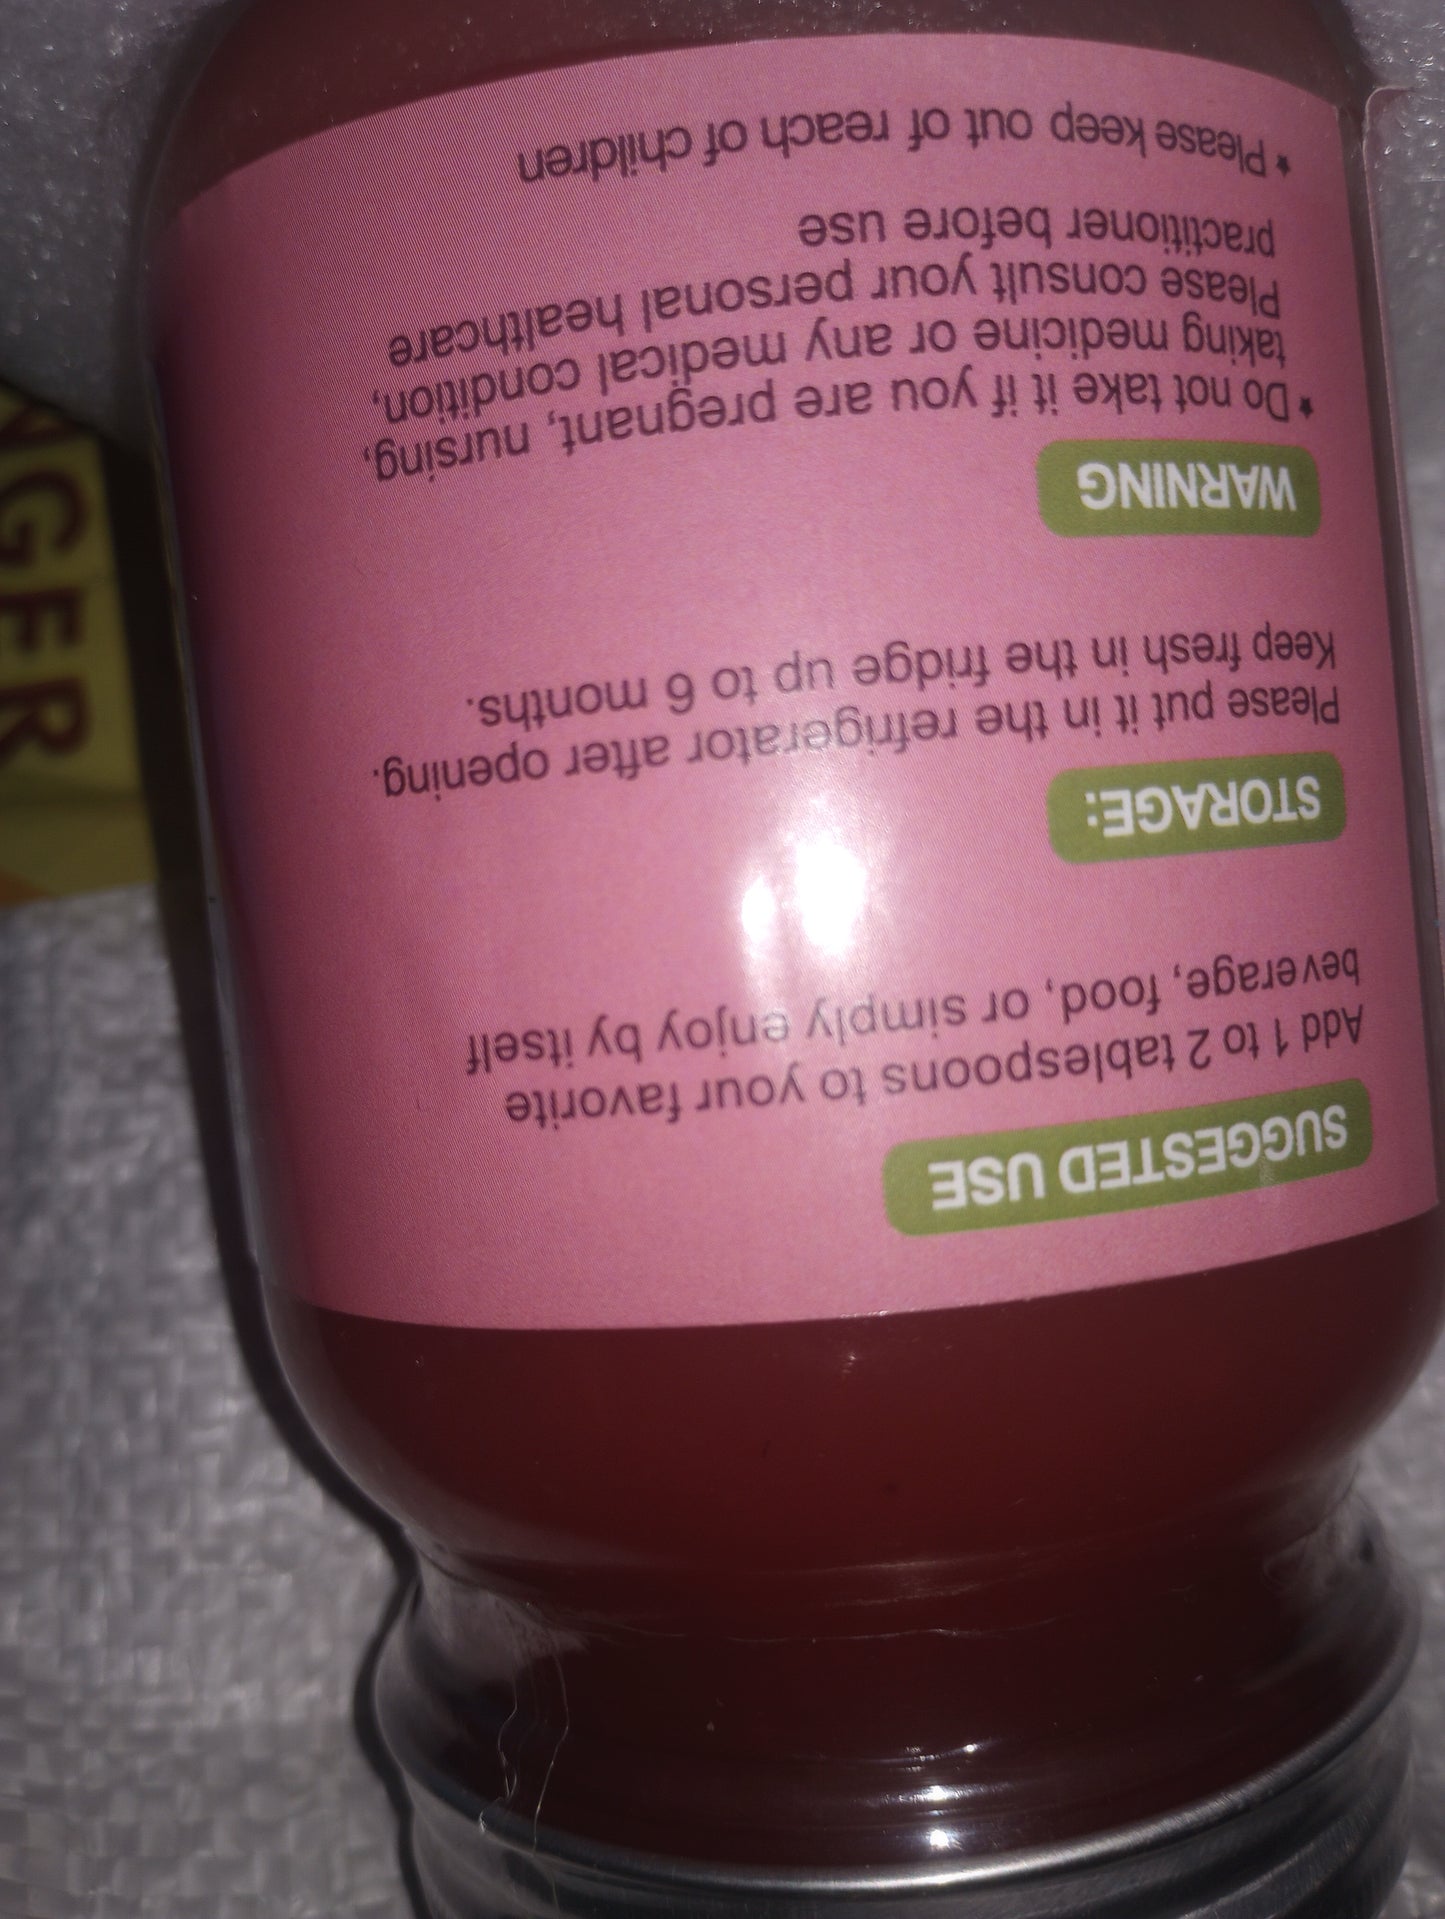 SUGGESTED USE
Add 1 to 2 tablespoons to your favorite
beverage, food, or simply enjoy by itself
STORAGE:
Please put it in the refrigerator after opening.
Keep fresh in the fridge up to 6 months.
WARNING
* Do not take it if you are pregnant, nursing,
taking medicine or any medical condition,
Please consult your personal healthcare
practitioner before use
* Please keep out of reach of children
NGER